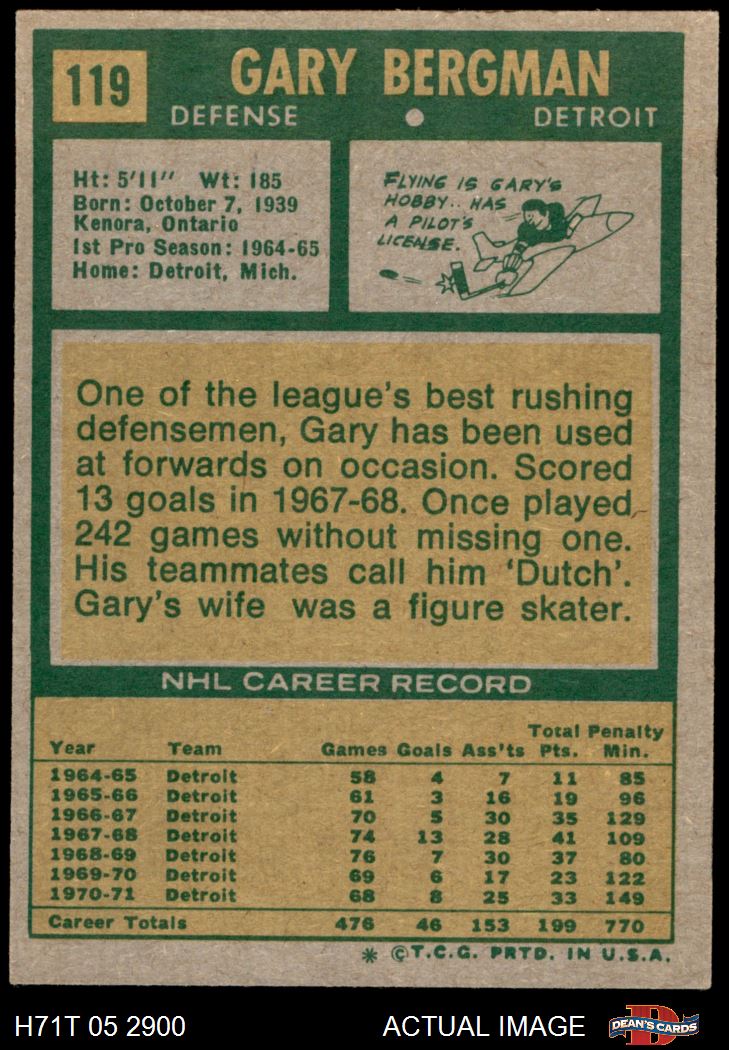 119
GARY BERGMAN
DEFENSE • DETROIT
Ht: 5'11" Wt: 185
Born: October 7, 1939
Kenora, Ontario
1st Pro Season: 1964-65
Home: Detroit, Mich.
FLYING IS GARY'S
HOBBY.. HAS
A PILOT'S
LICENSE.
One of the league's best rushing
defensemen, Gary has been used
at forwards on occasion. Scored
13 goals in 1967-68. Once played
242 games without missing one.
His teammates call him 'Dutch'.
Gary's wife was a figure skater.
NHL CAREER RECORD
Total Penalty
Year Team Games Goals Ass'ts Pts. Min.
1964-65 Detroit 58 4 7 11 85
1965-66 Detroit 61 3 16 19 96
1966-67 Detroit 70 5 30 35 129
1967-68 Detroit 74 13 28 41 109
1968-69 Detroit 76 7 30 37 80
1969-70 Detroit 69 6 17 23 122
1970-71 Detroit 68 8 25 33 149
Career Totals 476 46 153 199 770
* ©T.C.G. PRTD. IN U.S.A.
H71T 05 2900 ACTUAL IMAGE D DEAN'S CARDS